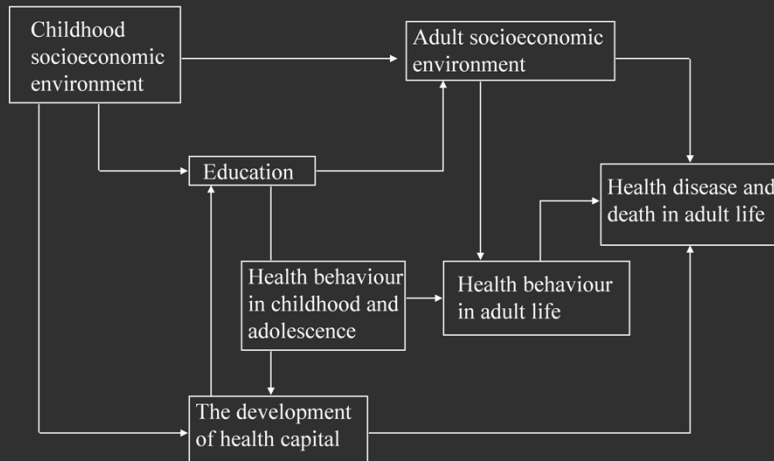 Childhood
socioeconomic
environment
Adult socioeconomic
environment
Education
Health disease and
death in adult life
Health behaviour
in childhood and
adolescence
Health behaviour
in adult life
The development
of health capital